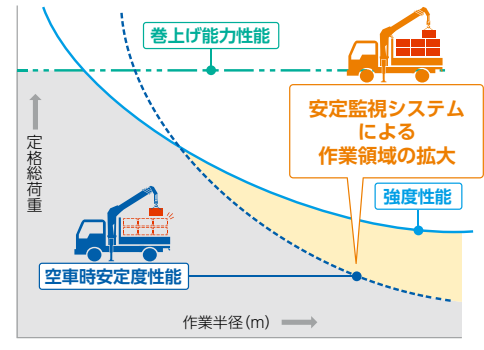 巻上げ能力性能
安定監視システム
による
作業領域の拡大
定格総荷重
強度性能
空車時安定度性能
作業半径(m)